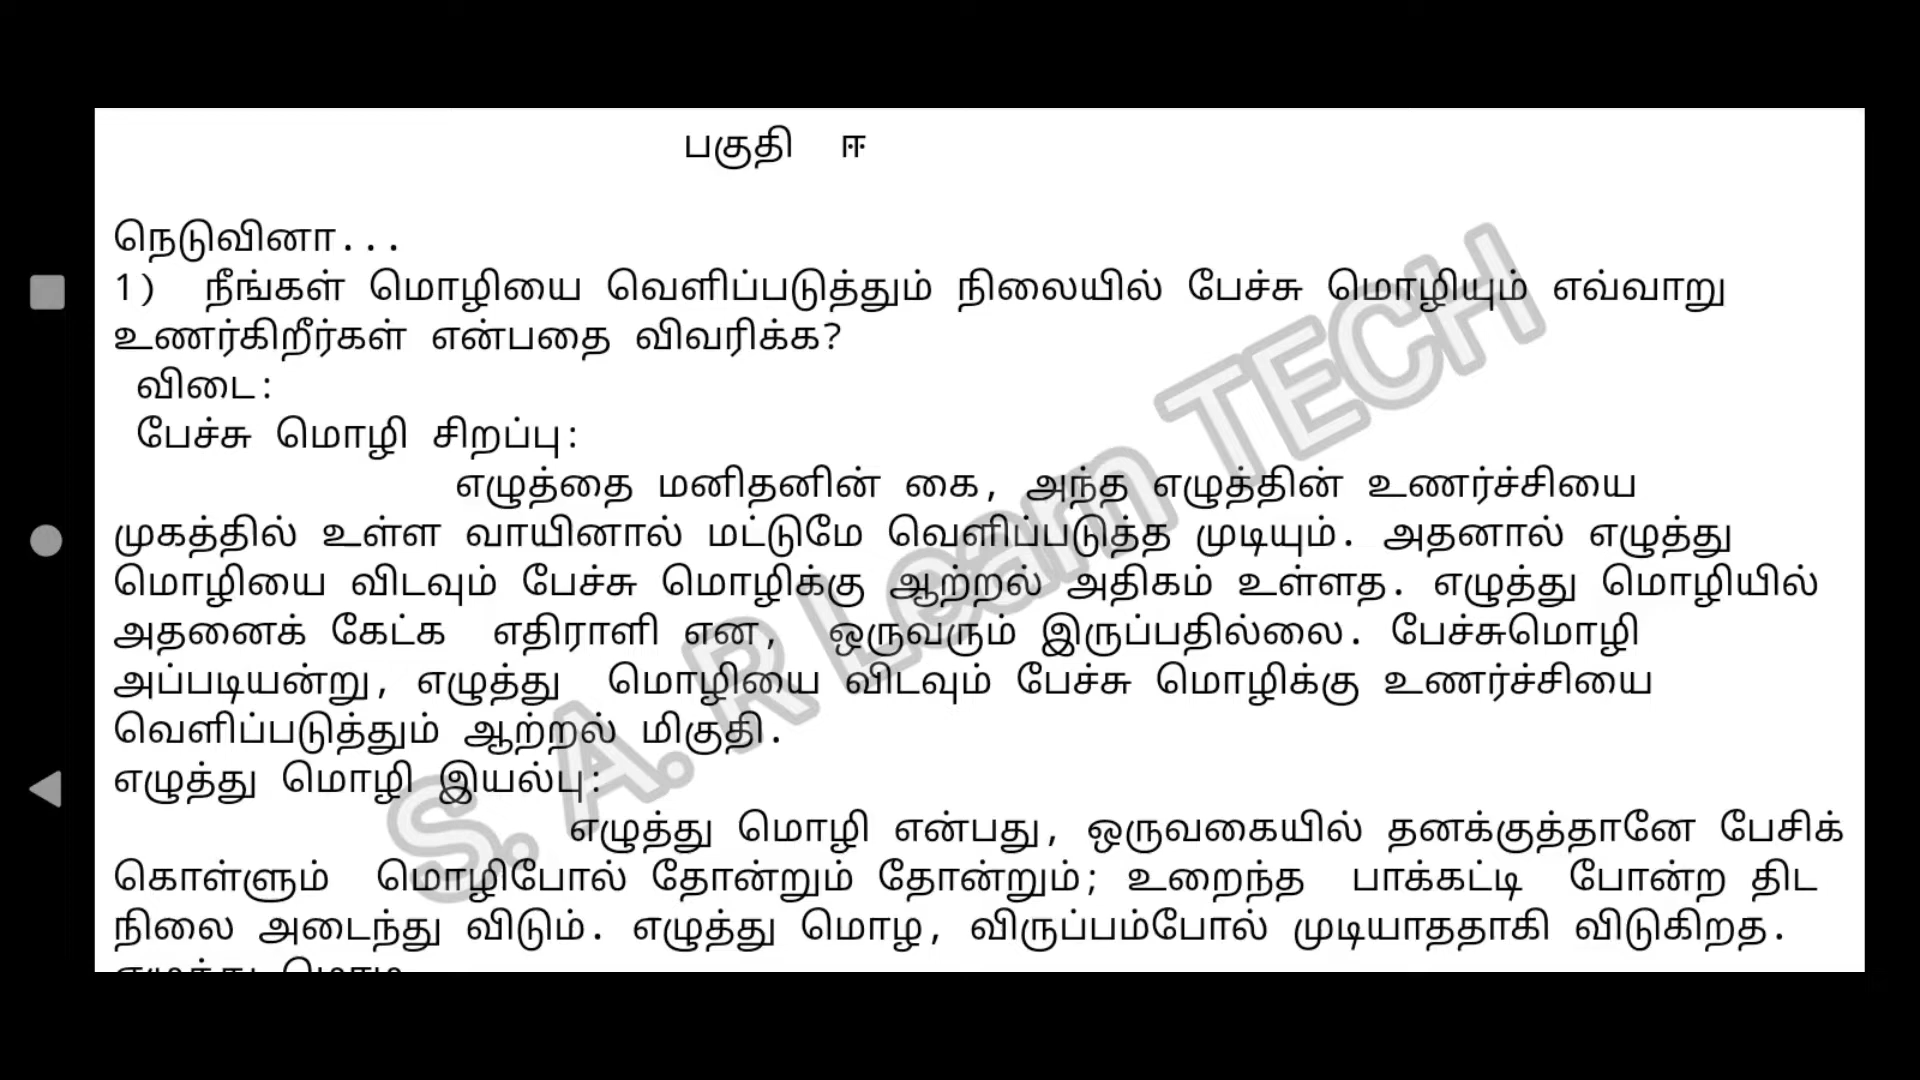 பகுதி ஈ
நெடுவினா...
1) நீங்கள் மொழியை வெளிப்படுத்தும் நிலையில் பேச்சு மொழியும் எவ்வாறு
உணர்கிறீர்கள் என்பதை விவரிக்க?
விடை:
பேச்சு மொழி சிறப்பு:
எழுத்தை மனிதனின் கை, அந்த எழுத்தின் உணர்ச்சியை
முகத்தில் உள்ள வாயினால் மட்டுமே வெளிப்படுத்த முடியும். அதனால் எழுத்து
மொழியை விடவும் பேச்சு மொழிக்கு ஆற்றல் அதிகம் உள்ளத. எழுத்து மொழியில்
அதனைக் கேட்க எதிராளி என, ஒருவரும் இருப்பதில்லை. பேச்சுமொழி
அப்படியன்று, எழுத்து மொழியை விடவும் பேச்சு மொழிக்கு உணர்ச்சியை
வெளிப்படுத்தும் ஆற்றல் மிகுதி.
எழுத்து மொழி இயல்பு:
எழுத்து மொழி என்பது, ஒருவகையில் தனக்குத்தானே பேசிக்
கொள்ளும் மொழிபோல் தோன்றும் தோன்றும்; உறைந்த பாக்கட்டி போன்ற திட
நிலை அடைந்து விடும். எழுத்து மொழ, விருப்பம்போல் முடியாததாகி விடுகிறத.
S. A. R Learn TECH